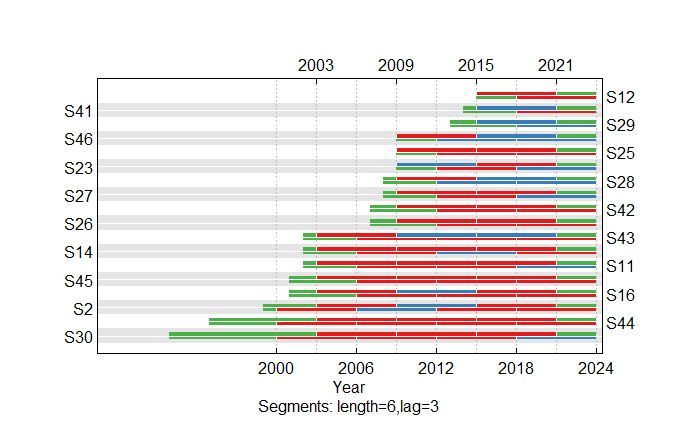 2003 2009 2015 2021
S12
S41
S29
S46
S25
S23
S28
S27
S42
S26
S43
S14
S11
S45
S16
S2
S44
S30
2000 2006 2012 2018 2024
Year
Segments: length=6,lag=3